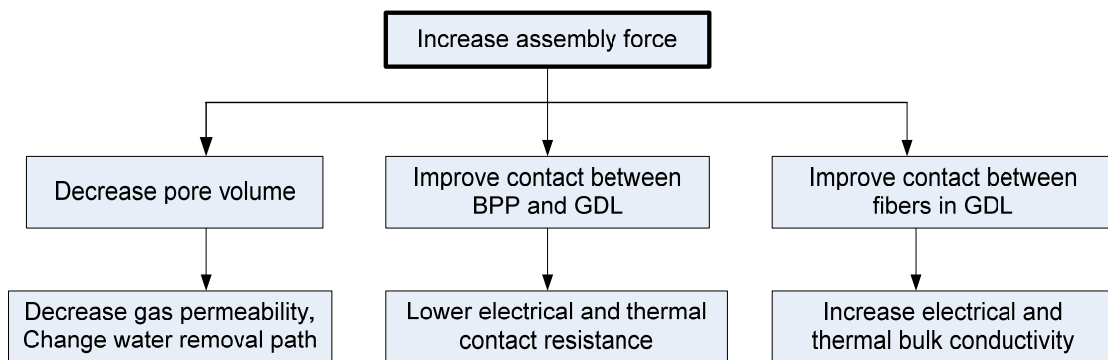 Increase assembly force
Decrease pore volume
Improve contact between
BPP and GDL
Improve contact between
fibers in GDL
Decrease gas permeability,
Change water removal path
Lower electrical and thermal
contact resistance
Increase electrical and
thermal bulk conductivity